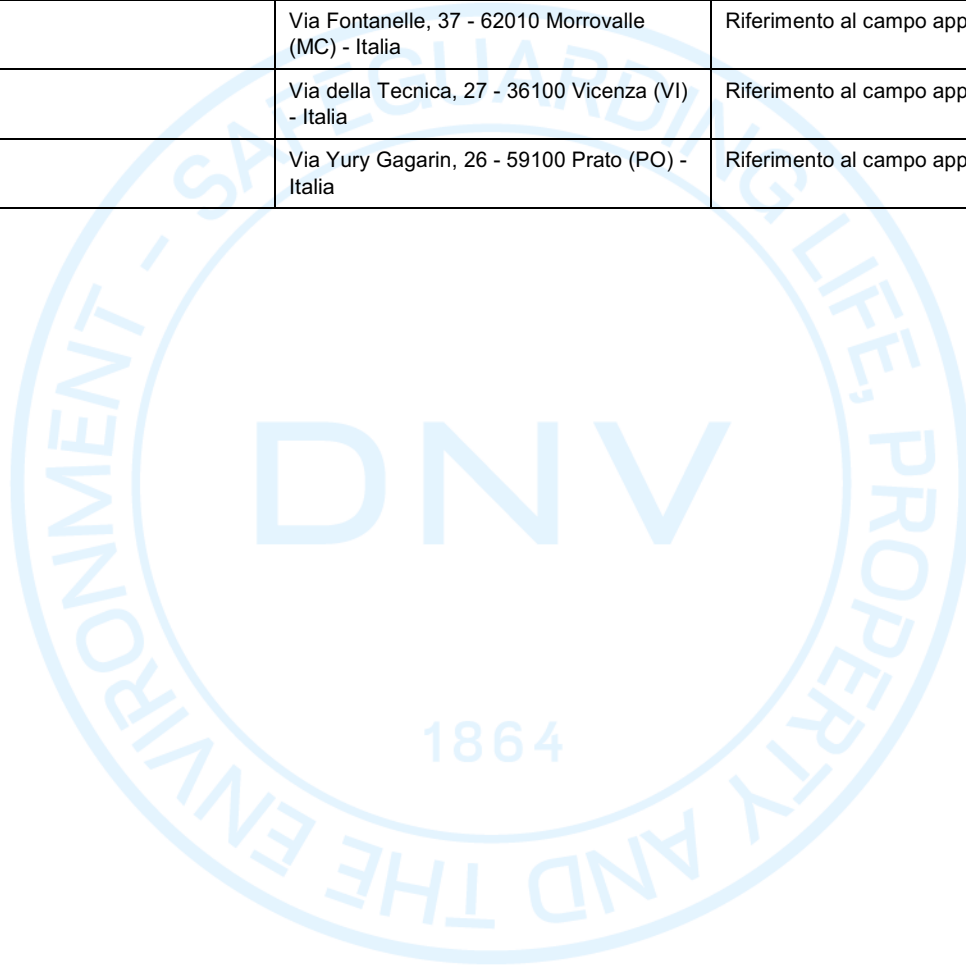 Via Fontanelle, 37 - 62010 Morrovalle
(MC) - Italia
Riferimento al campo app
Via della Tecnica, 27 - 36100 Vicenza (VI)
- Italia
Riferimento al campo app
Via Yury Gagarin, 26 - 59100 Prato (PO) -
Italia
Riferimento al campo app
SAFEGUARDING LIFE, PROPERTY AND THE ENVIRONMENT -
DNV
1864